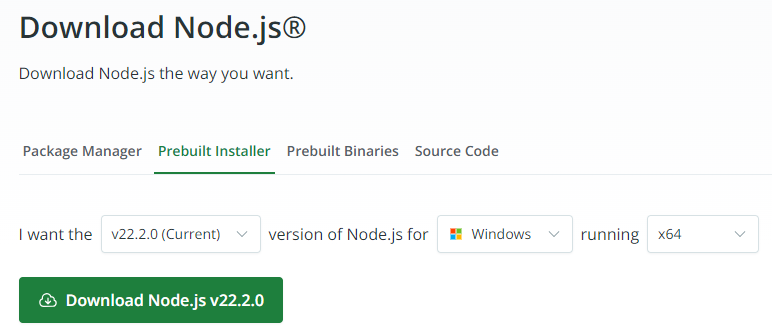 Download Node.js®
Download Node.js the way you want.
Package Manager Prebuilt Installer Prebuilt Binaries Source Code
I want the v22.2.0 (Current) version of Node.js for Windows running x64
Download Node.js v22.2.0